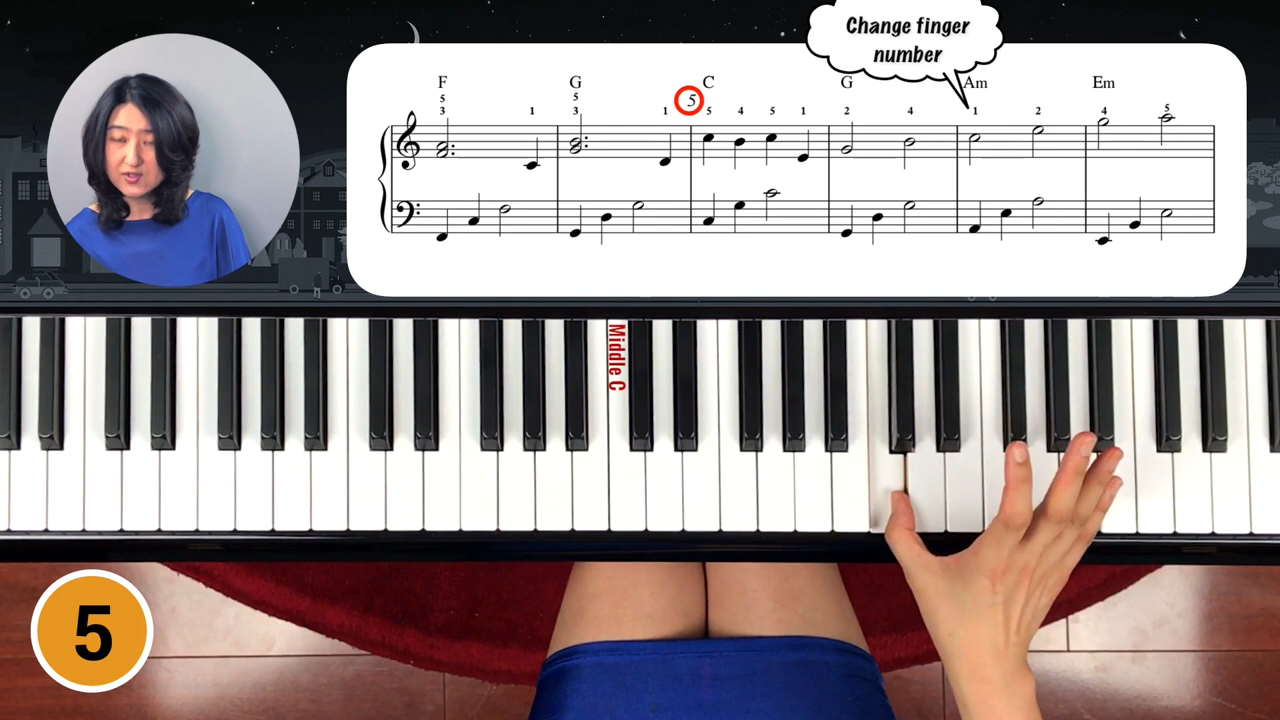 Change finger
number
F G C G Am Em
5 5 5
3 1 3 1 5 4 5 1 2 4 1 2 4 5
Middle C
5